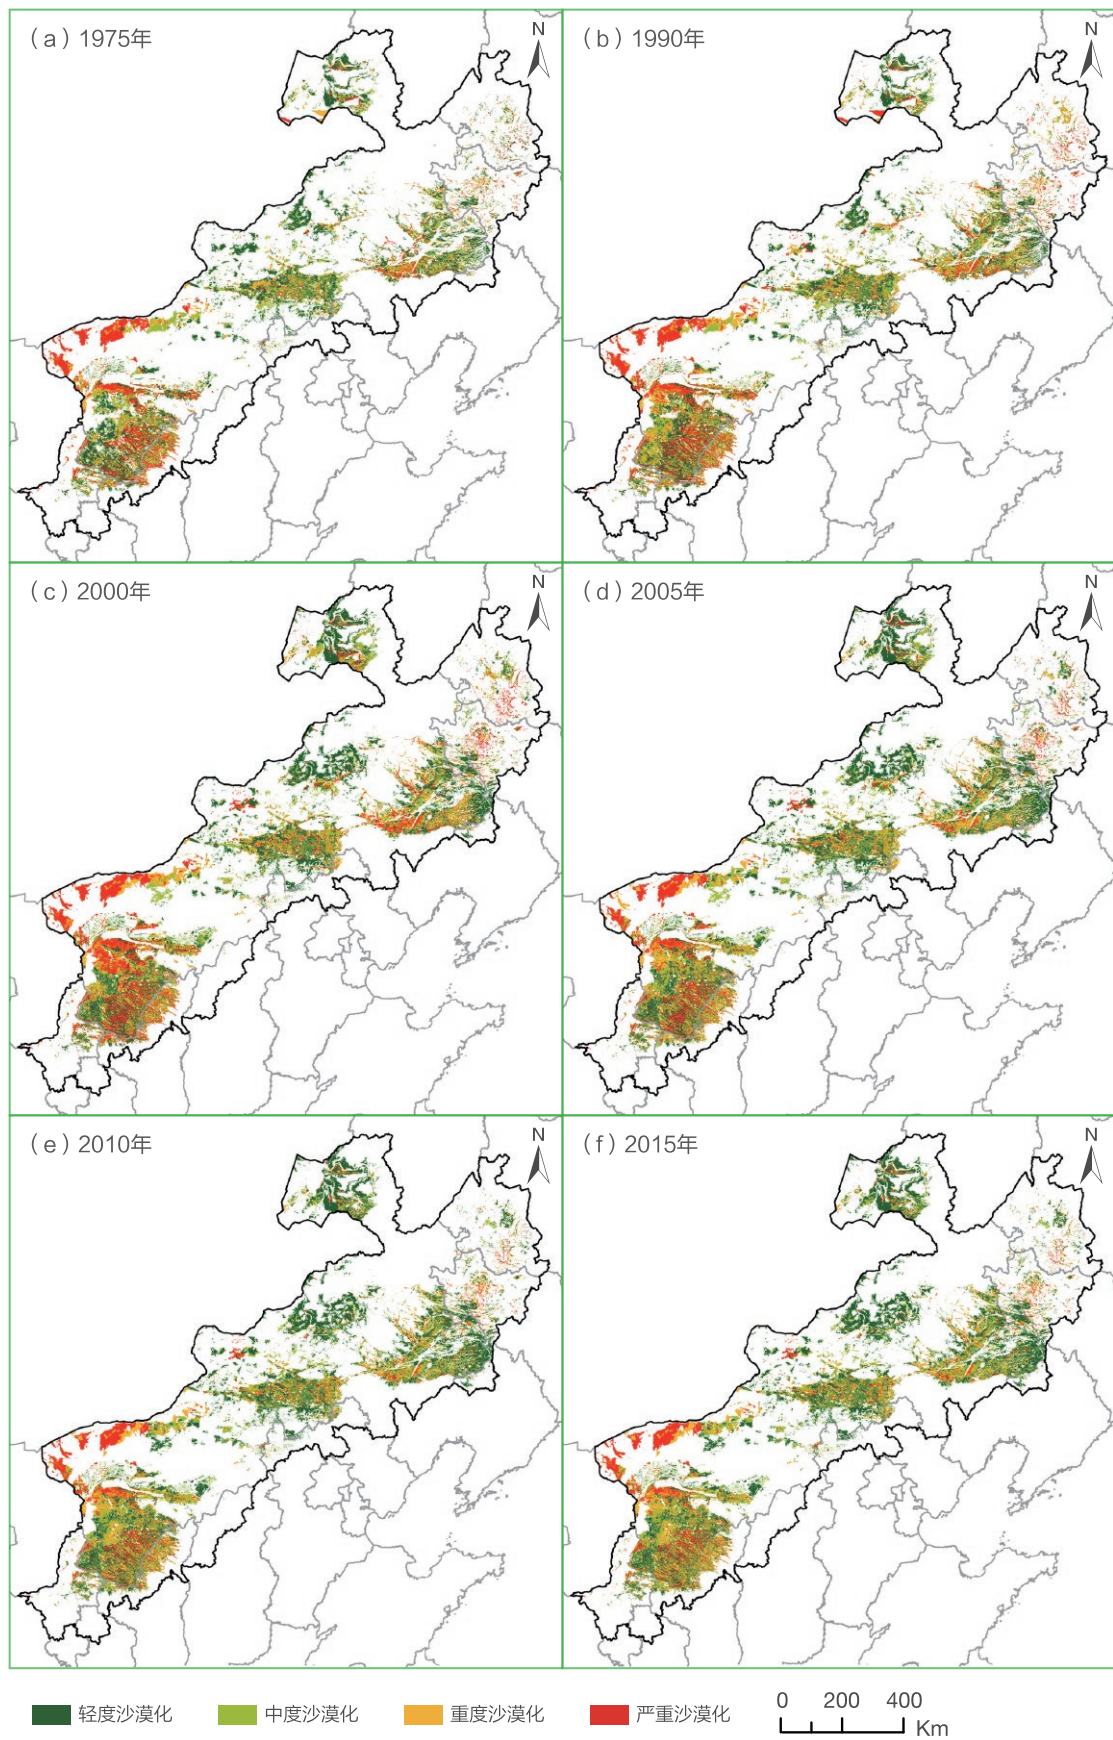 (a) 1975年
N
(b) 1990年
N
(c) 2000年
N
(d) 2005年
N
(e) 2010年
N
(f) 2015年
N
轻度沙漠化 中度沙漠化 重度沙漠化 严重沙漠化
0 200 400
Km